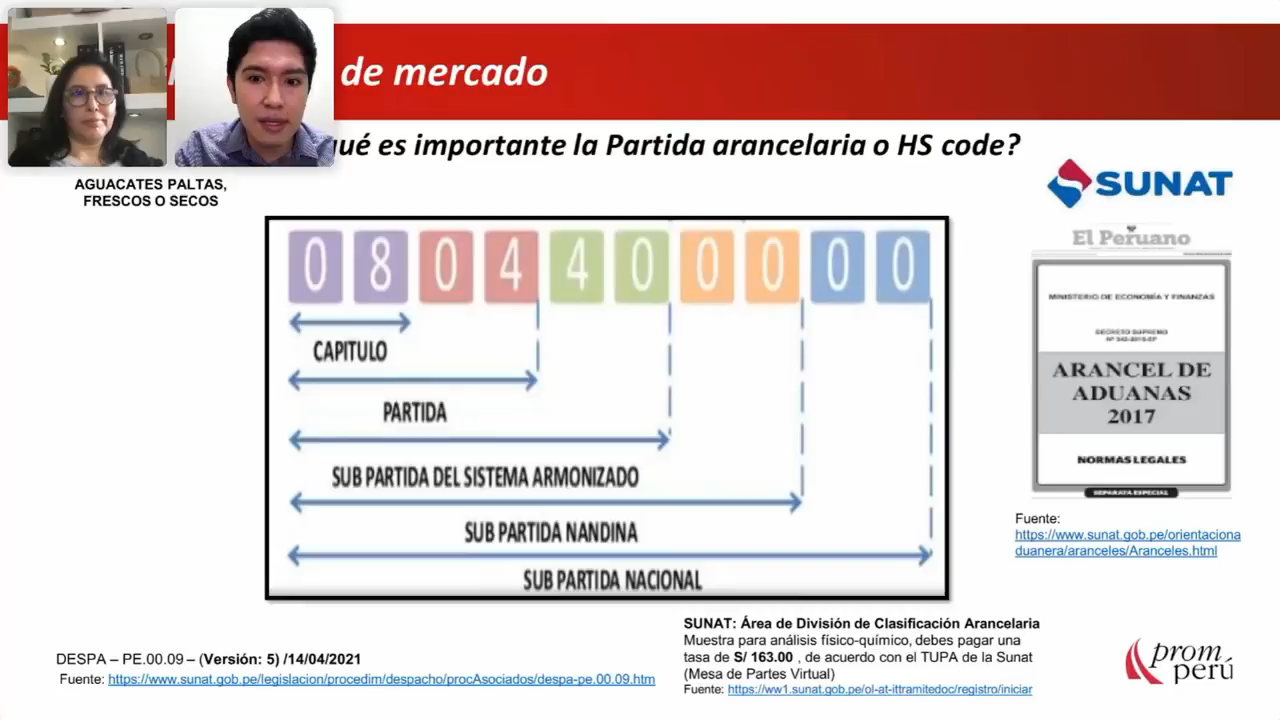 de mercado
ué es importante la Partida arancelaria o HS code?
AGUACATES PALTAS,
FRESCOS O SECOS
SUNAT
0 8 0 4 4 0 0 0 0 0
CAPITULO
PARTIDA
SUB PARTIDA DEL SISTEMA ARMONIZADO
SUB PARTIDA NANDINA
SUB PARTIDA NACIONAL
El Peruano
MINISTERIO DE ECONOMÍA Y FINANZAS
DECRETO SUPREMO
ARANCEL DE
ADUANAS
2017
NORMAS LEGALES
SEPARATA ESPECIAL
Fuente:
https://www.sunat.gob.pe/orientaciona
duanera/aranceles/Aranceles.html
SUNAT: Área de División de Clasificación Arancelaria
Muestra para análisis físico-químico, debes pagar una
tasa de S/ 163.00 , de acuerdo con el TUPA de la Sunat
(Mesa de Partes Virtual)
Fuente: https://ww1.sunat.gob.pe/ol-at-ittramitedoc/registro/iniciar
DESPA – PE.00.09 – (Versión: 5) /14/04/2021
Fuente: https://www.sunat.gob.pe/legislacion/procedim/despacho/procAsociados/despa-pe.00.09.htm
prom
perú